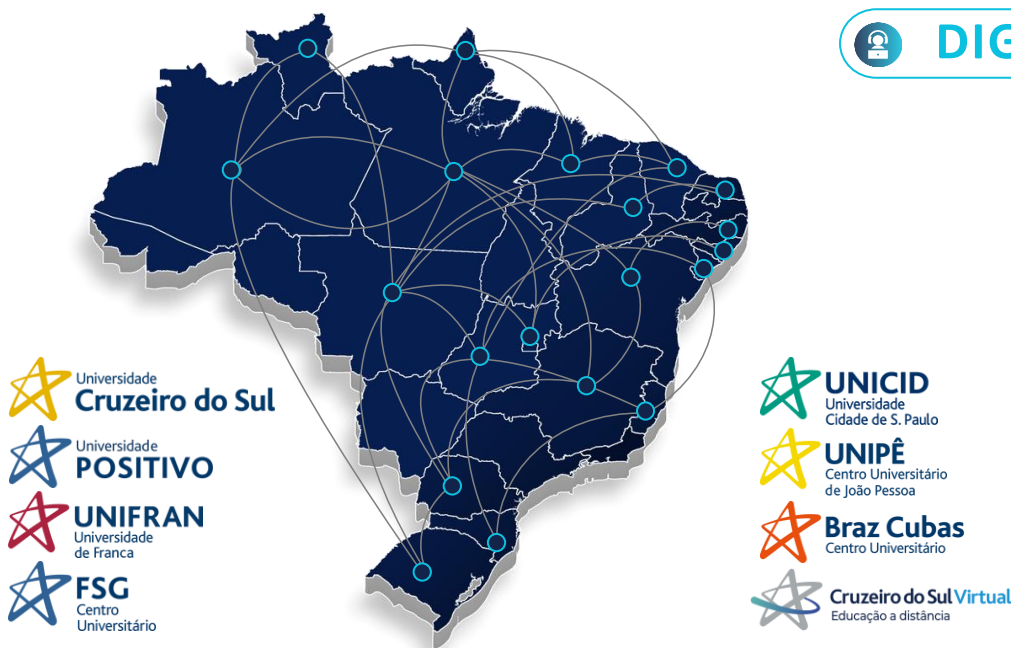 DIG
Universidade
Cruzeiro do Sul
Universidade
POSITIVO
UNIFRAN
Universidade
de Franca
FSG
Centro
Universitário
UNICID
Universidade
Cidade de S. Paulo
UNIPÊ
Centro Universitário
de João Pessoa
Braz Cubas
Centro Universitário
Cruzeiro do Sul Virtual
Educação a distância